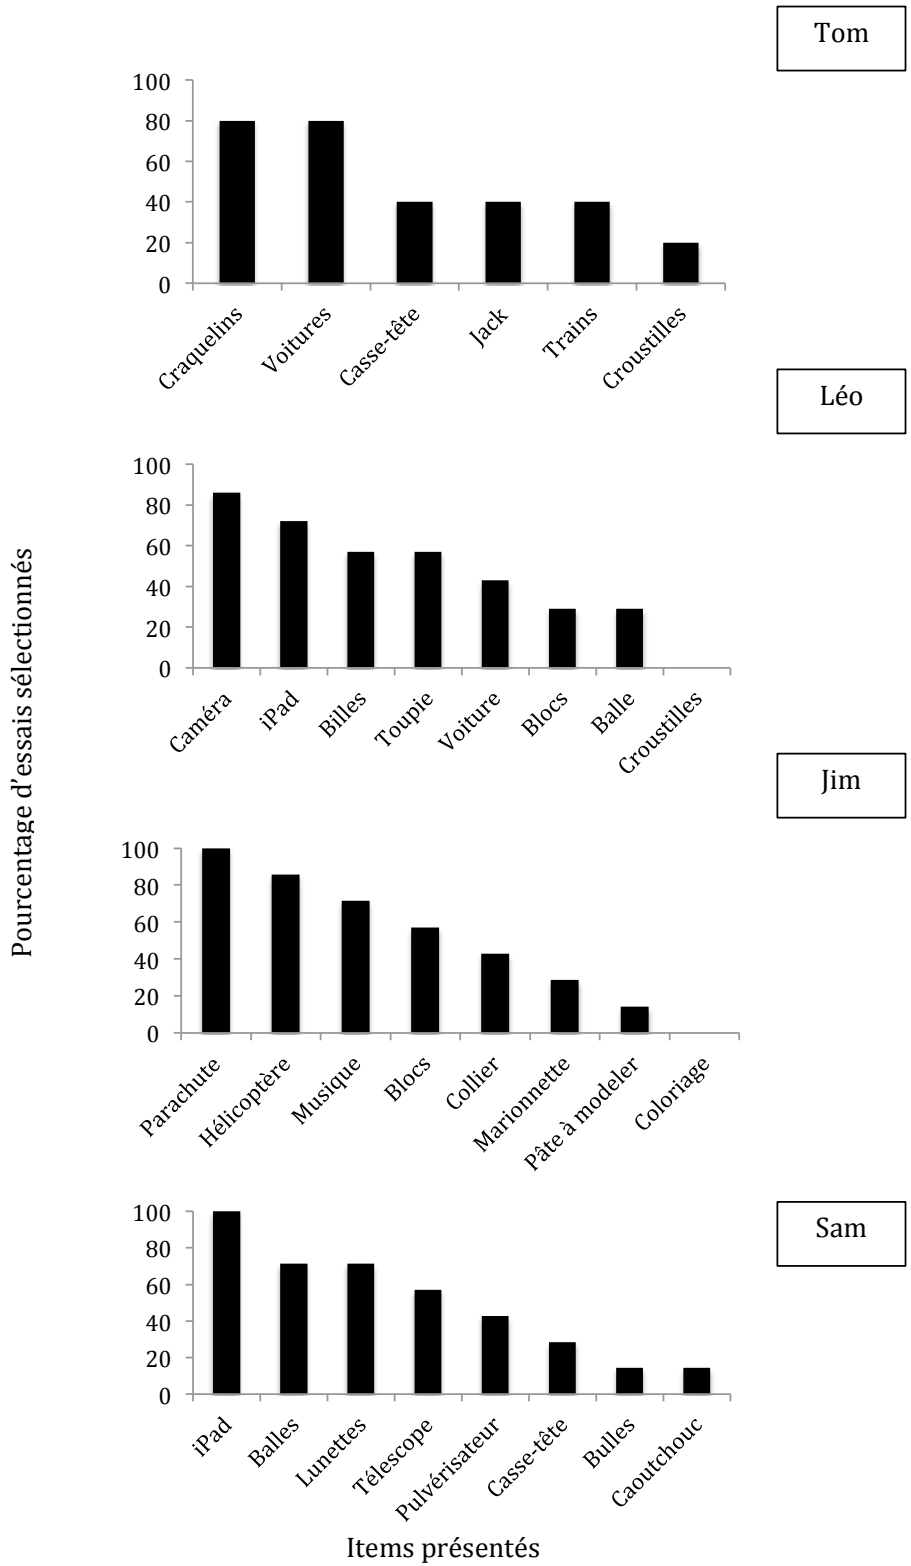 Tom
100
80
60
40
20
0
Craquelins
Voitures
Casse-tête
Jack
Trains
Croustilles
Léo
100
80
60
40
20
0
Caméra
iPad
Billes
Toupie
Voiture
Blocs
Balle
Croustilles
Pourcentage d'essais sélectionnés
Jim
100
80
60
40
20
0
Parachute
Hélicoptère
Musique
Blocs
Collier
Marionnette
Pâte à modeler
Coloriage
Sam
100
80
60
40
20
0
iPad
Balles
Lunettes
Télescope
Pulvérisateur
Casse-tête
Bulles
Caoutchouc
Items présentés